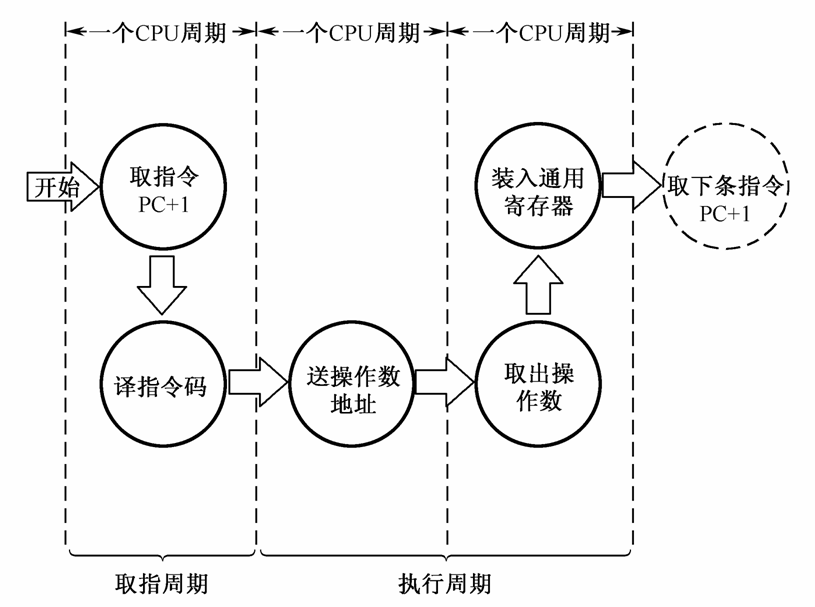 一个CPU周期
一个CPU周期
一个CPU周期
开始
取指令
PC+1
装入通用
寄存器
取下条指令
PC+1
译指令码
送操作数
地址
取出操
作数
取指周期
执行周期